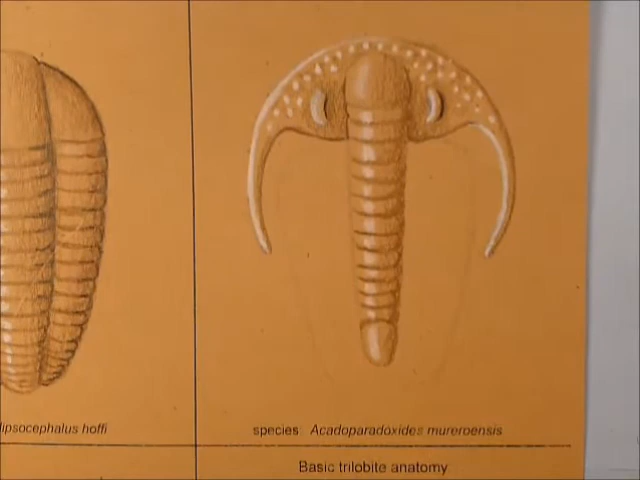 lipsocephalus hoffi
species: Acadoparadoxides mureroensis
Basic trilobite anatomy